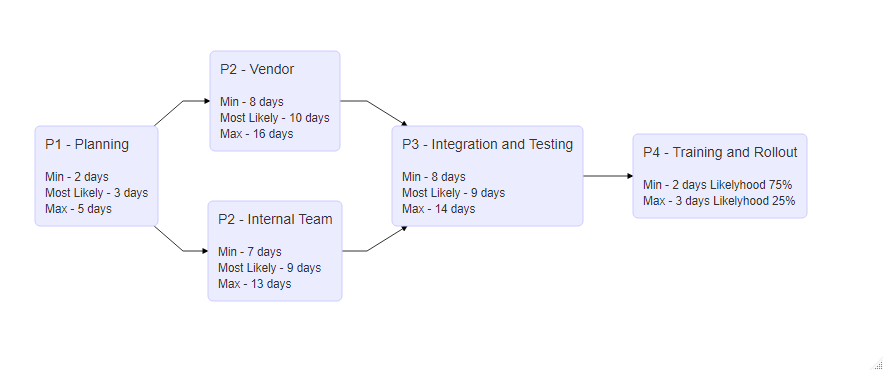 P2 - Vendor
Min - 8 days
Most Likely - 10 days
Max - 16 days
P1 - Planning
Min - 2 days
Most Likely - 3 days
Max - 5 days
P2 - Internal Team
Min - 7 days
Most Likely - 9 days
Max - 13 days
P3 - Integration and Testing
Min - 8 days
Most Likely - 9 days
Max - 14 days
P4 - Training and Rollout
Min - 2 days Likelyhood 75%
Max - 3 days Likelyhood 25%